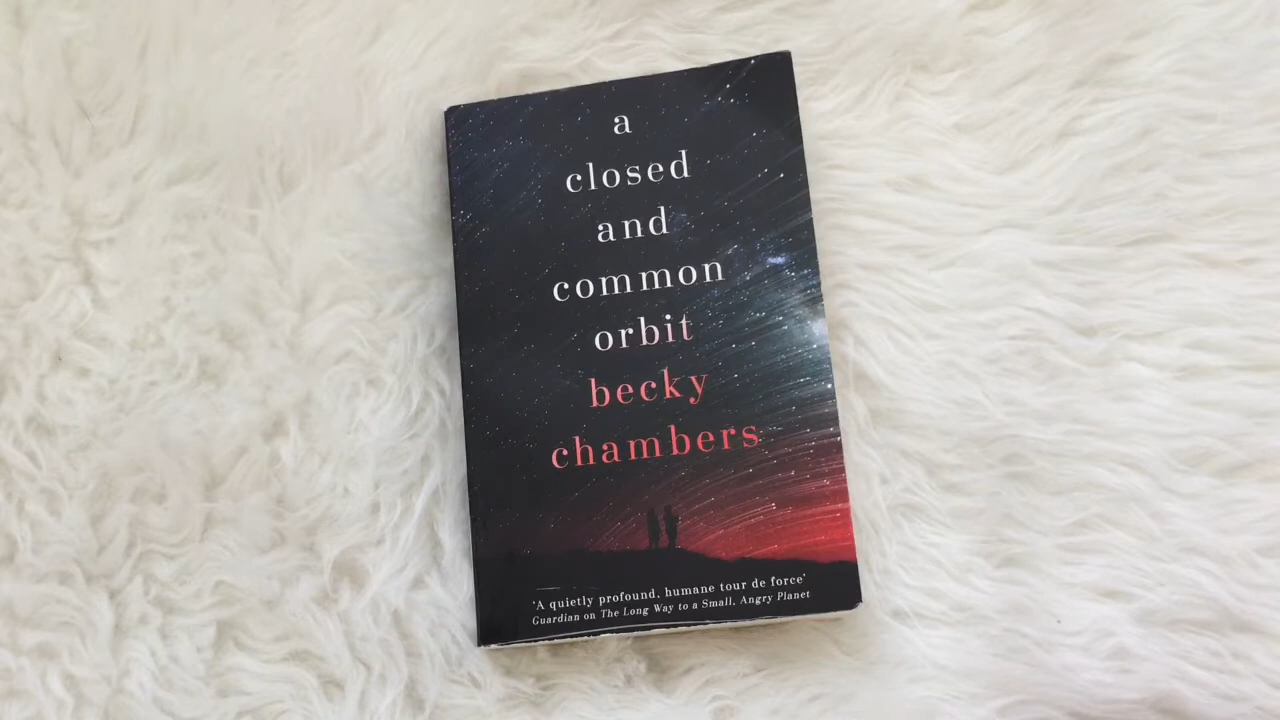 a
closed
and
common
orbit
becky
chambers
'A quietly profound, humane tour de force'
Guardian on The Long Way to a Small, Angry Planet